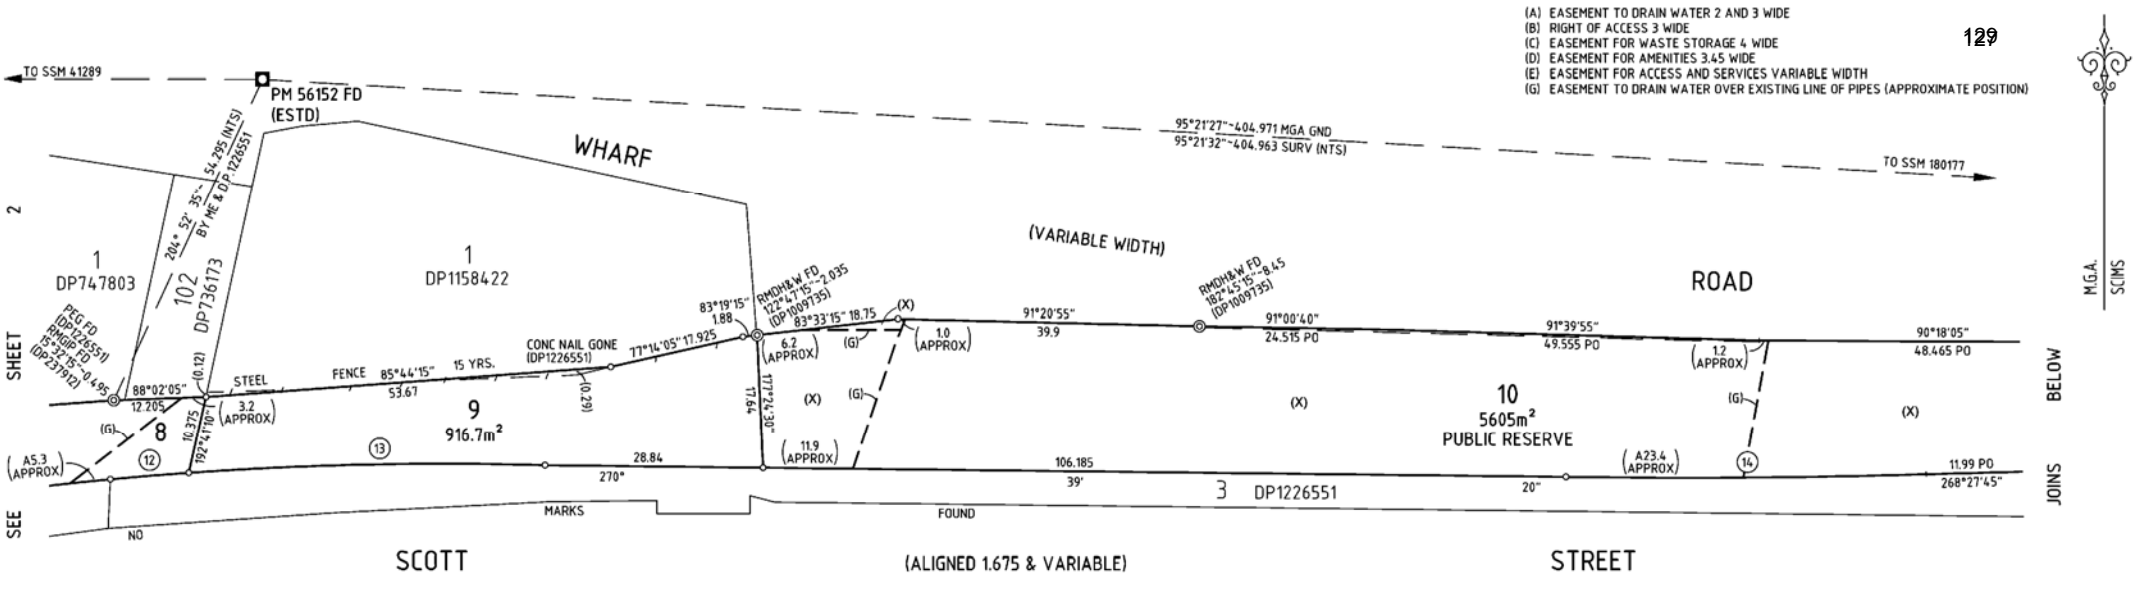 (A) EASEMENT TO DRAIN WATER 2 AND 3 WIDE
(B) RIGHT OF ACCESS 3 WIDE
(C) EASEMENT FOR WASTE STORAGE 4 WIDE
(D) EASEMENT FOR AMENITIES 3.45 WIDE
(E) EASEMENT FOR ACCESS AND SERVICES VARIABLE WIDTH
(G) EASEMENT TO DRAIN WATER OVER EXISTING LINE OF PIPES (APPROXIMATE POSITION)
M.G.A.
SCIMS
TO SSM 41289
PM 56152 FD
(ESTD)
204° 52' 35"~ 54.295 (NTS)
BY ME & D.P.1226551
WHARF
95°21'27"~404.971 MGA GND
95°21'32"~404.963 SURV (NTS)
TO SSM 180177
(VARIABLE WIDTH)
ROAD
SHEET 2
SEE
1
DP747803
102
DP736173
1
DP1158422
PEG FD
(DP1226551)
RMGIP FD
15°32'15"~0.495
(DP237912)
88°02'05"
12.205
(0.12)
STEEL
FENCE
85°44'15"
15 YRS.
53.67
CONC NAIL GONE
(DP1226551)
(0.29)
77°14'05" 17.925
83°19'15"
1.88
RMDH&W FD
122°47'15"~2.035
(DP1009735)
83°33'15" 18.75
(X)
91°20'55"
39.9
RMDH&W FD
182°45'15"~8.45
(DP1009735)
91°00'40"
24.515 PO
91°39'55"
49.555 PO
90°18'05"
48.465 PO
3.2
(APPROX)
6.2
(APPROX)
(G)
1.0
(APPROX)
1.2
(APPROX)
10.375
192°41'10"
(G)
8
12
A5.3
(APPROX)
9
916.7m²
13
17.64
177°24'30"
(X)
(G)
11.9
(APPROX)
(X)
10
5605m²
PUBLIC RESERVE
(G)
(X)
A23.4
(APPROX)
14
28.84
270°
106.185
39'
20"
11.99 PO
268°27'45"
3 DP1226551
NO
MARKS
FOUND
SCOTT
(ALIGNED 1.675 & VARIABLE)
STREET
JOINS
BELOW